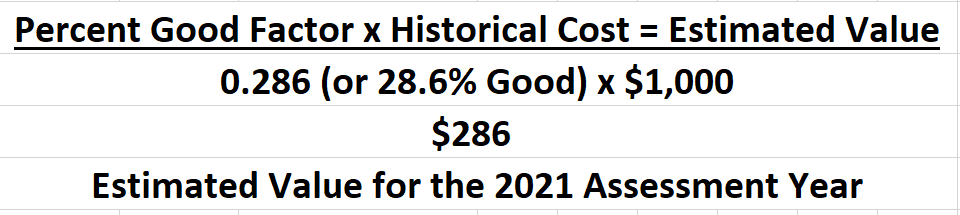 Percent Good Factor x Historical Cost = Estimated Value
0.286 (or 28.6% Good) x $1,000
$286
Estimated Value for the 2021 Assessment Year